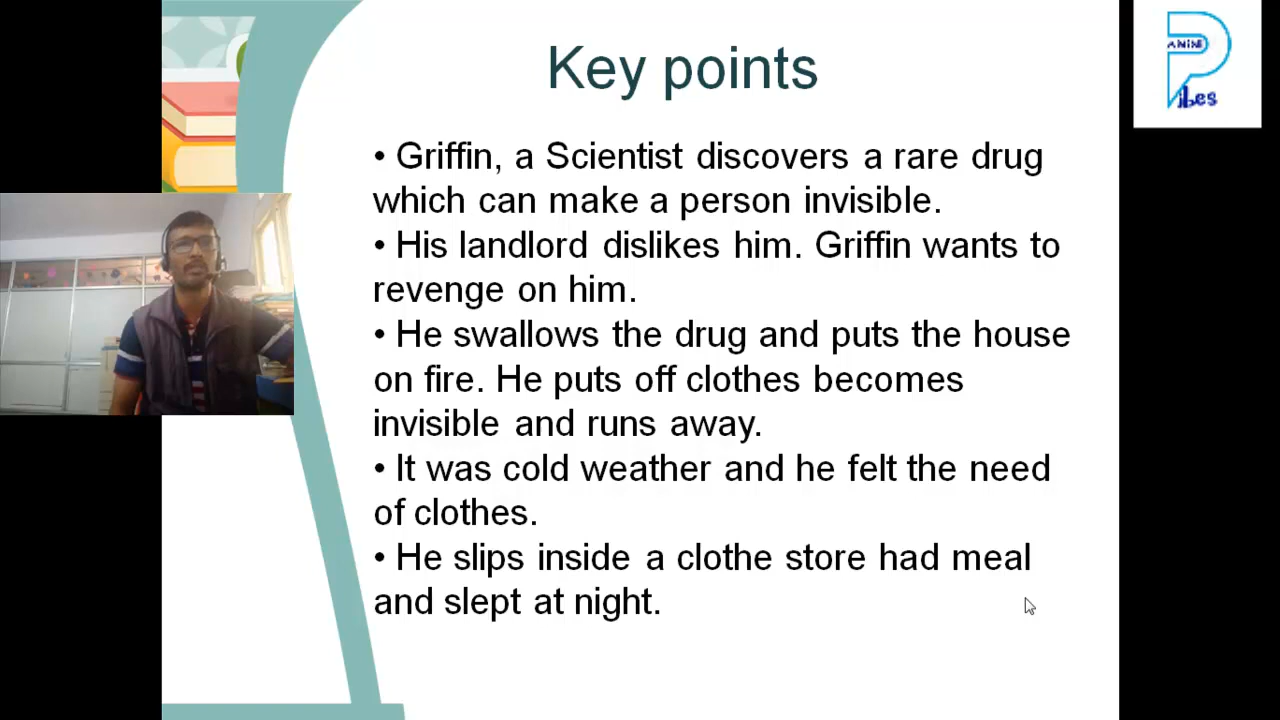 Key points
• Griffin, a Scientist discovers a rare drug
which can make a person invisible.
• His landlord dislikes him. Griffin wants to
revenge on him.
• He swallows the drug and puts the house
on fire. He puts off clothes becomes
invisible and runs away.
• It was cold weather and he felt the need
of clothes.
• He slips inside a clothe store had meal
and slept at night.
P
ANINI
ibes